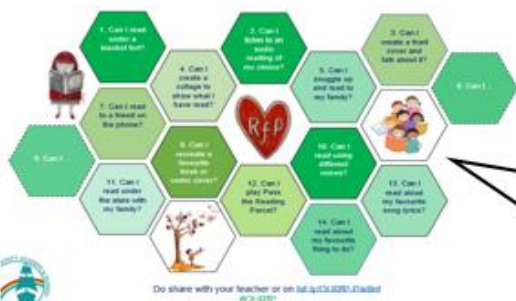 1. Can I
read
under a
blanket fort?
2. Can I
listen to an
audio
reading of
my choice?
3. Can I
create a front
cover and
talk about it?
4. Can I
create a
collage to
show what I
have read?
5. Can I
snuggle up
and read to
my family?
6. Can I...
7. Can I read
to a friend on
the phone?
RfP
8. Can I...
9. Can I
recreate a
favourite
book or
comic cover?
10. Can I
read using
different
voices?
11. Can I
read under
the stars with
my family?
12. Can I
play Pass
the Reading
Parcel?
13. Can I
read aloud
my favourite
song lyrics?
14. Can I
read about
my favourite
thing to do?
Do share with your teacher or on